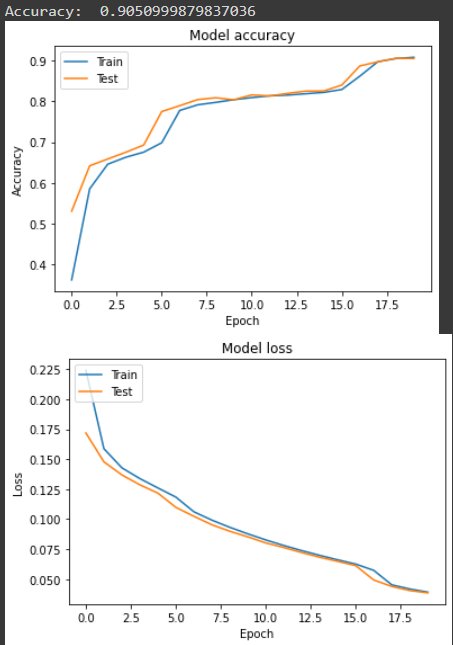 Accuracy:  0.9050999879837036
Model accuracy
Train
Test
0.9
0.8
0.7
0.6
0.5
0.4
Accuracy
0.0 2.5 5.0 7.5 10.0 12.5 15.0 17.5
Epoch
Model loss
Train
Test
0.225
0.200
0.175
0.150
0.125
0.100
0.075
0.050
Loss
0.0 2.5 5.0 7.5 10.0 12.5 15.0 17.5
Epoch